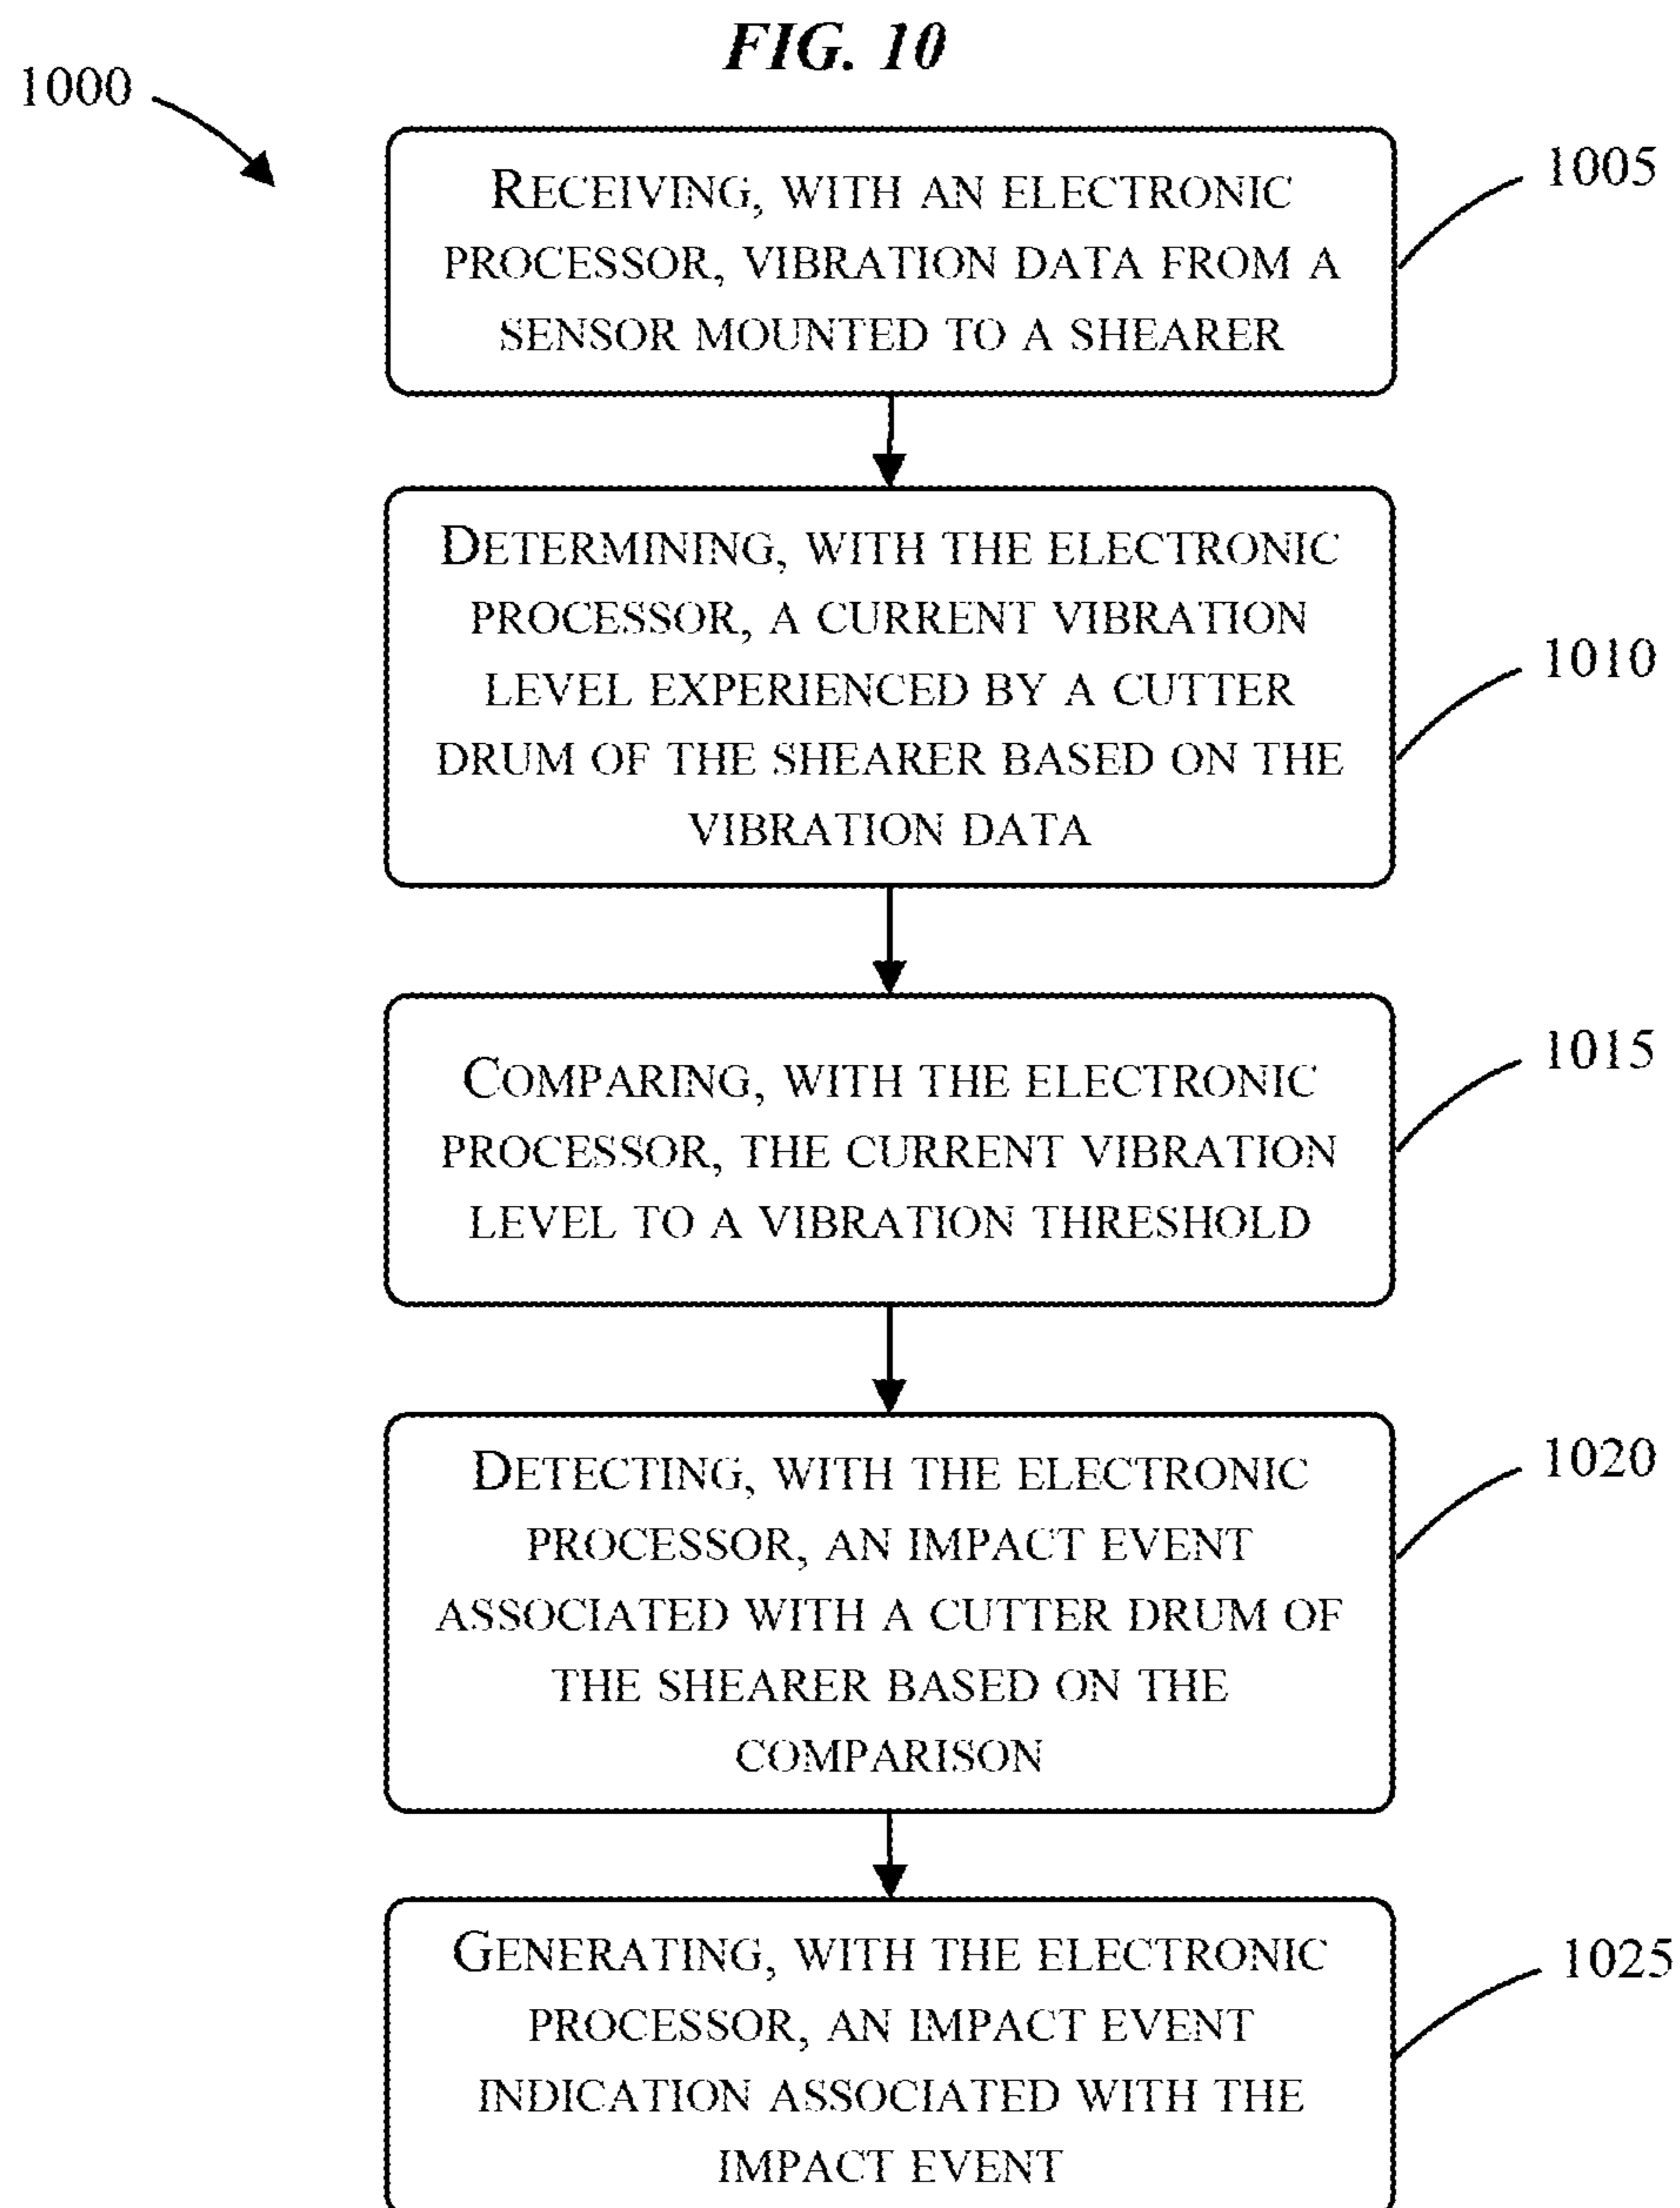 FIG. 10
1000
RECEIVING, WITH AN ELECTRONIC
PROCESSOR, VIBRATION DATA FROM A
SENSOR MOUNTED TO A SHEARER
1005
DETERMINING, WITH THE ELECTRONIC
PROCESSOR, A CURRENT VIBRATION
LEVEL EXPERIENCED BY A CUTTER
DRUM OF THE SHEARER BASED ON THE
VIBRATION DATA
1010
COMPARING, WITH THE ELECTRONIC
PROCESSOR, THE CURRENT VIBRATION
LEVEL TO A VIBRATION THRESHOLD
1015
DETECTING, WITH THE ELECTRONIC
PROCESSOR, AN IMPACT EVENT
ASSOCIATED WITH A CUTTER DRUM OF
THE SHEARER BASED ON THE
COMPARISON
1020
GENERATING, WITH THE ELECTRONIC
PROCESSOR, AN IMPACT EVENT
INDICATION ASSOCIATED WITH THE
IMPACT EVENT
1025